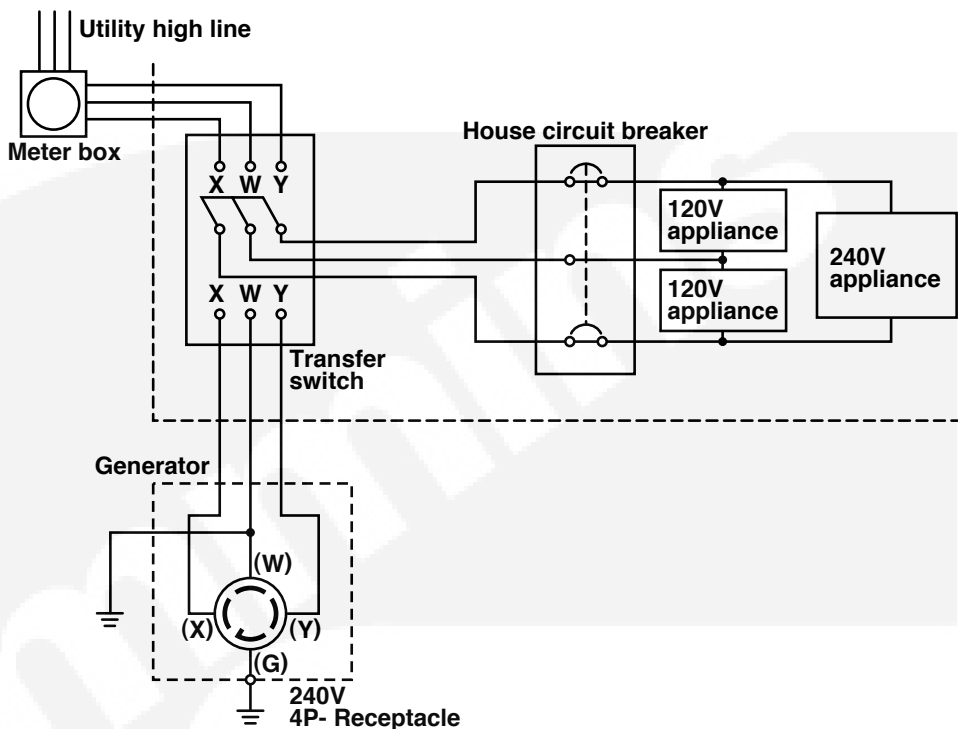 Utility high line
Meter box
House circuit breaker
X W Y
120V
appliance
240V
appliance
120V
appliance
X W Y
Transfer
switch
Generator
(W)
(X)
(Y)
(G)
240V
4P- Receptacle